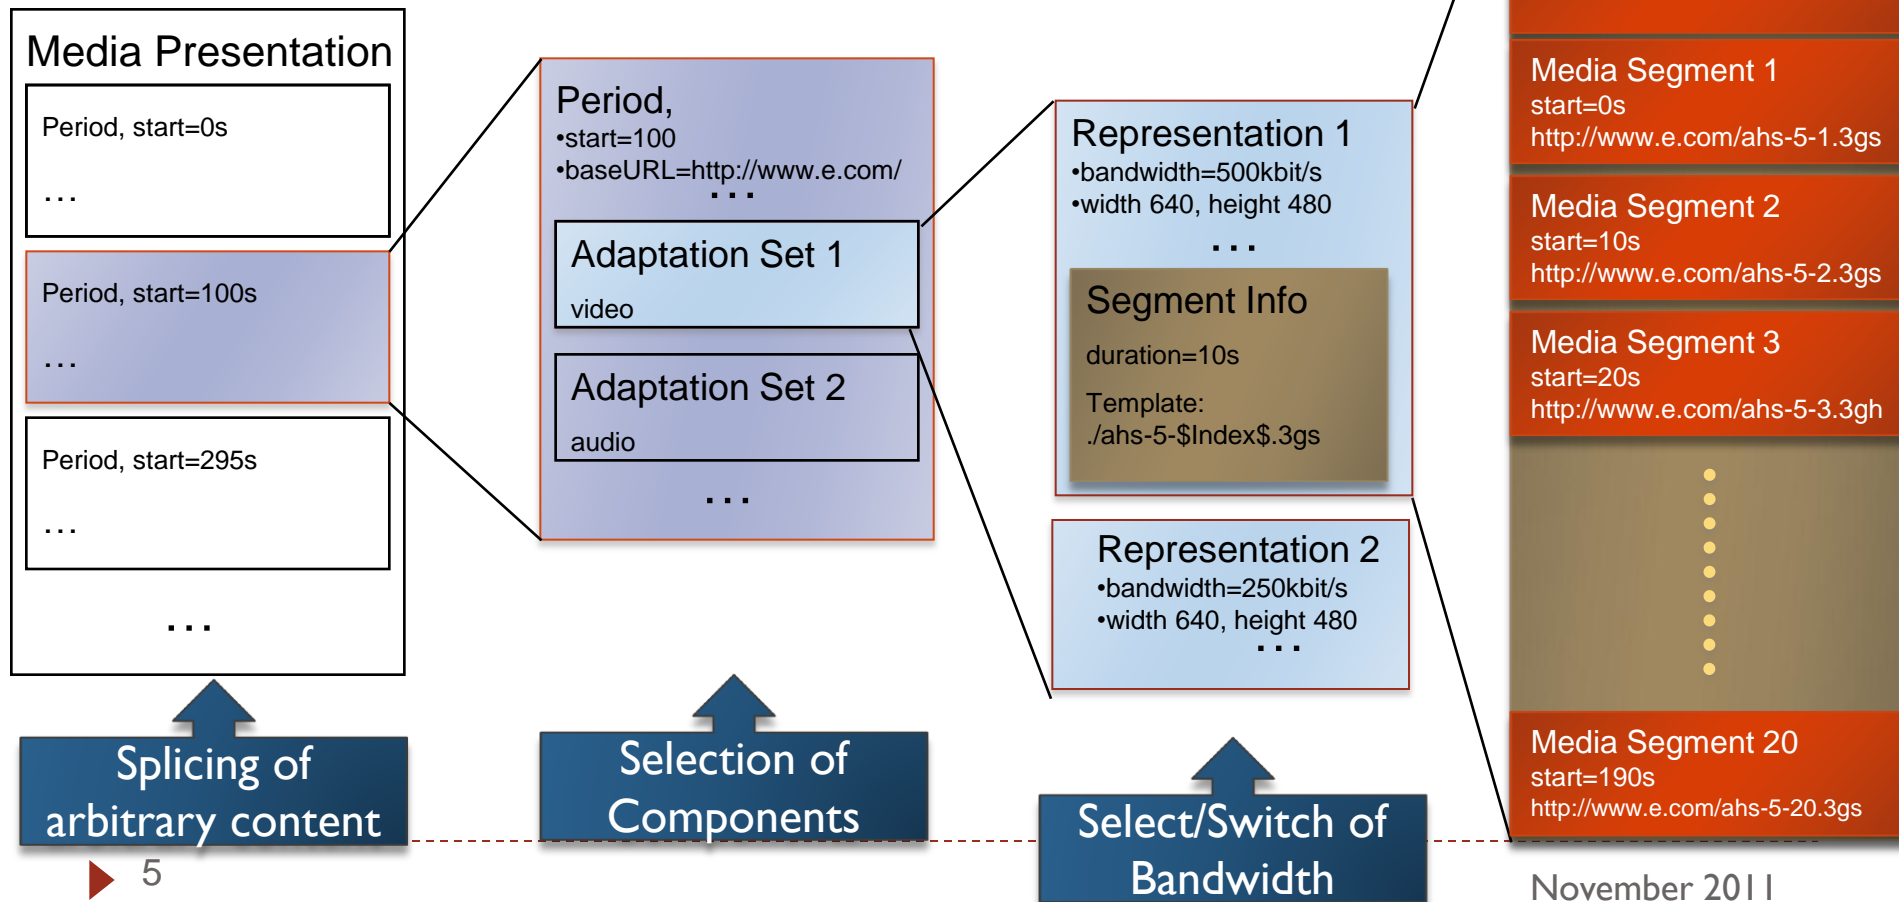 Media Presentation
Period, start=0s
...
Period, start=100s
...
Period, start=295s
...
...
Splicing of
arbitrary content
Period,
•start=100
•baseURL=http://www.e.com/
...
Adaptation Set 1
video
Adaptation Set 2
audio
...
Selection of
Components
Representation 1
•bandwidth=500kbit/s
•width 640, height 480
...
Segment Info
duration=10s
Template:
./ahs-5-$Index$.3gs
Representation 2
•bandwidth=250kbit/s
•width 640, height 480
...
Select/Switch of
Bandwidth
Media Segment 1
start=0s
http://www.e.com/ahs-5-1.3gs
Media Segment 2
start=10s
http://www.e.com/ahs-5-2.3gs
Media Segment 3
start=20s
http://www.e.com/ahs-5-3.3gh
Media Segment 20
start=190s
http://www.e.com/ahs-5-20.3gs
5
November 2011